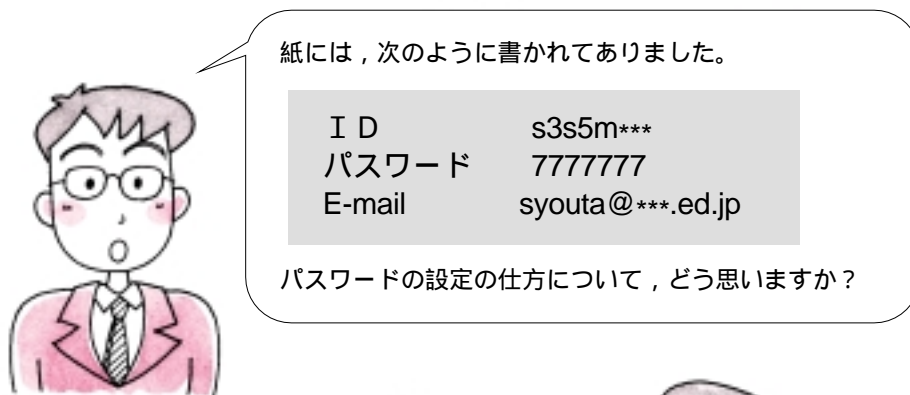 紙には，次のように書かれてありました。
ＩＤ s3s5m***
パスワード 7777777
E-mail syouta@***.ed.jp
パスワードの設定の仕方について，どう思いますか？